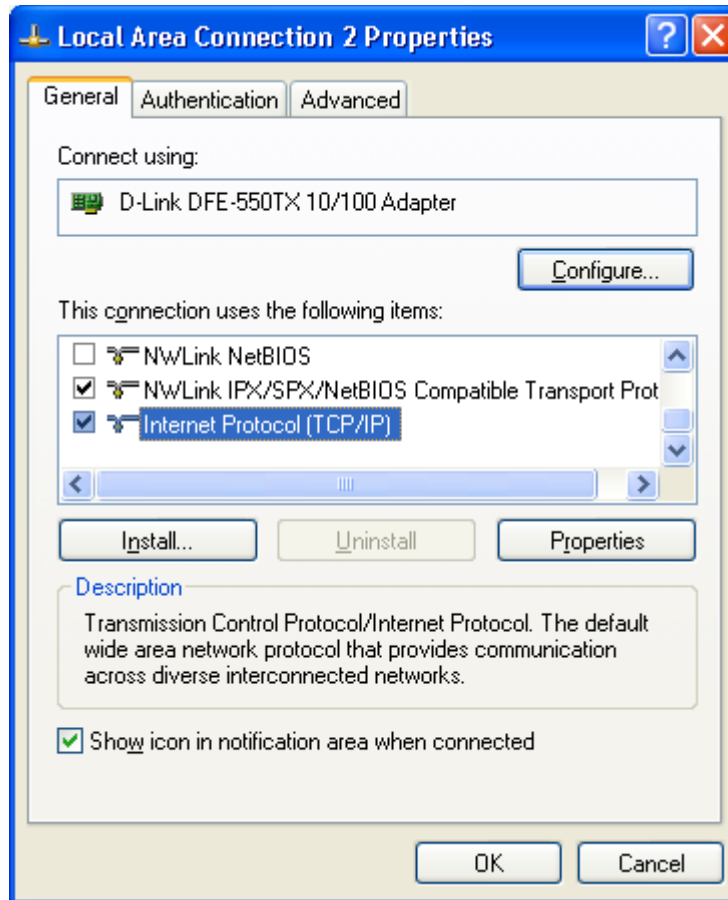 Local Area Connection 2 Properties
General Authentication Advanced
Connect using:
D-Link DFE-550TX 10/100 Adapter
Configure...
This connection uses the following items:
NWLink NetBIOS
NWLink IPX/SPX/NetBIOS Compatible Transport Prot
Internet Protocol (TCP/IP)
Install... Uninstall Properties
Description
Transmission Control Protocol/Internet Protocol. The default
wide area network protocol that provides communication
across diverse interconnected networks.
Show icon in notification area when connected
OK Cancel